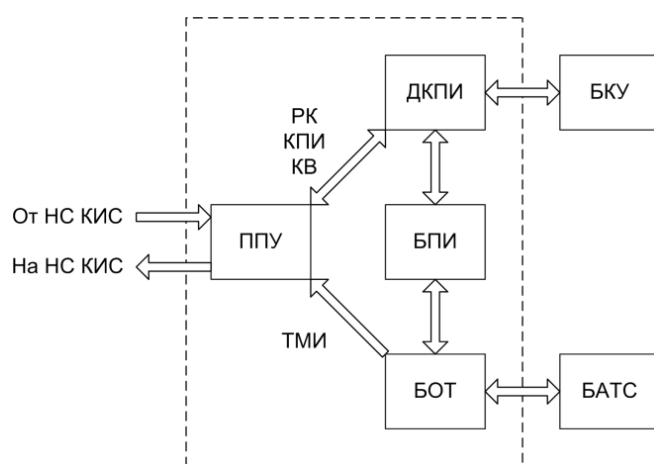 ДКПИ
БКУ
РК
КПИ
КВ
От НС КИС
ППУ
БПИ
На НС КИС
ТМИ
БОТ
БАТС